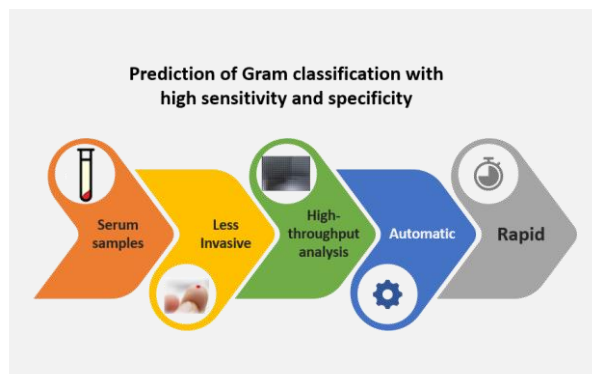 Prediction of Gram classification with
high sensitivity and specificity
Serum
samples
Less
Invasive
High-
throughput
analysis
Automatic
Rapid